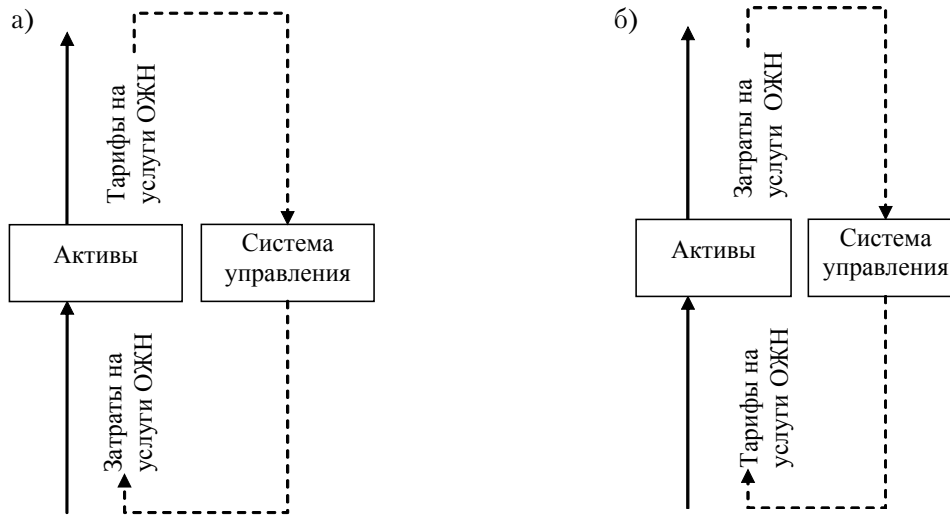 а)
Тарифы на
услуги ОЖН
Активы
Система
управления
Затраты на
услуги ОЖН
б)
Затраты на
услуги ОЖН
Активы
Система
управления
Тарифы на
услуги ОЖН